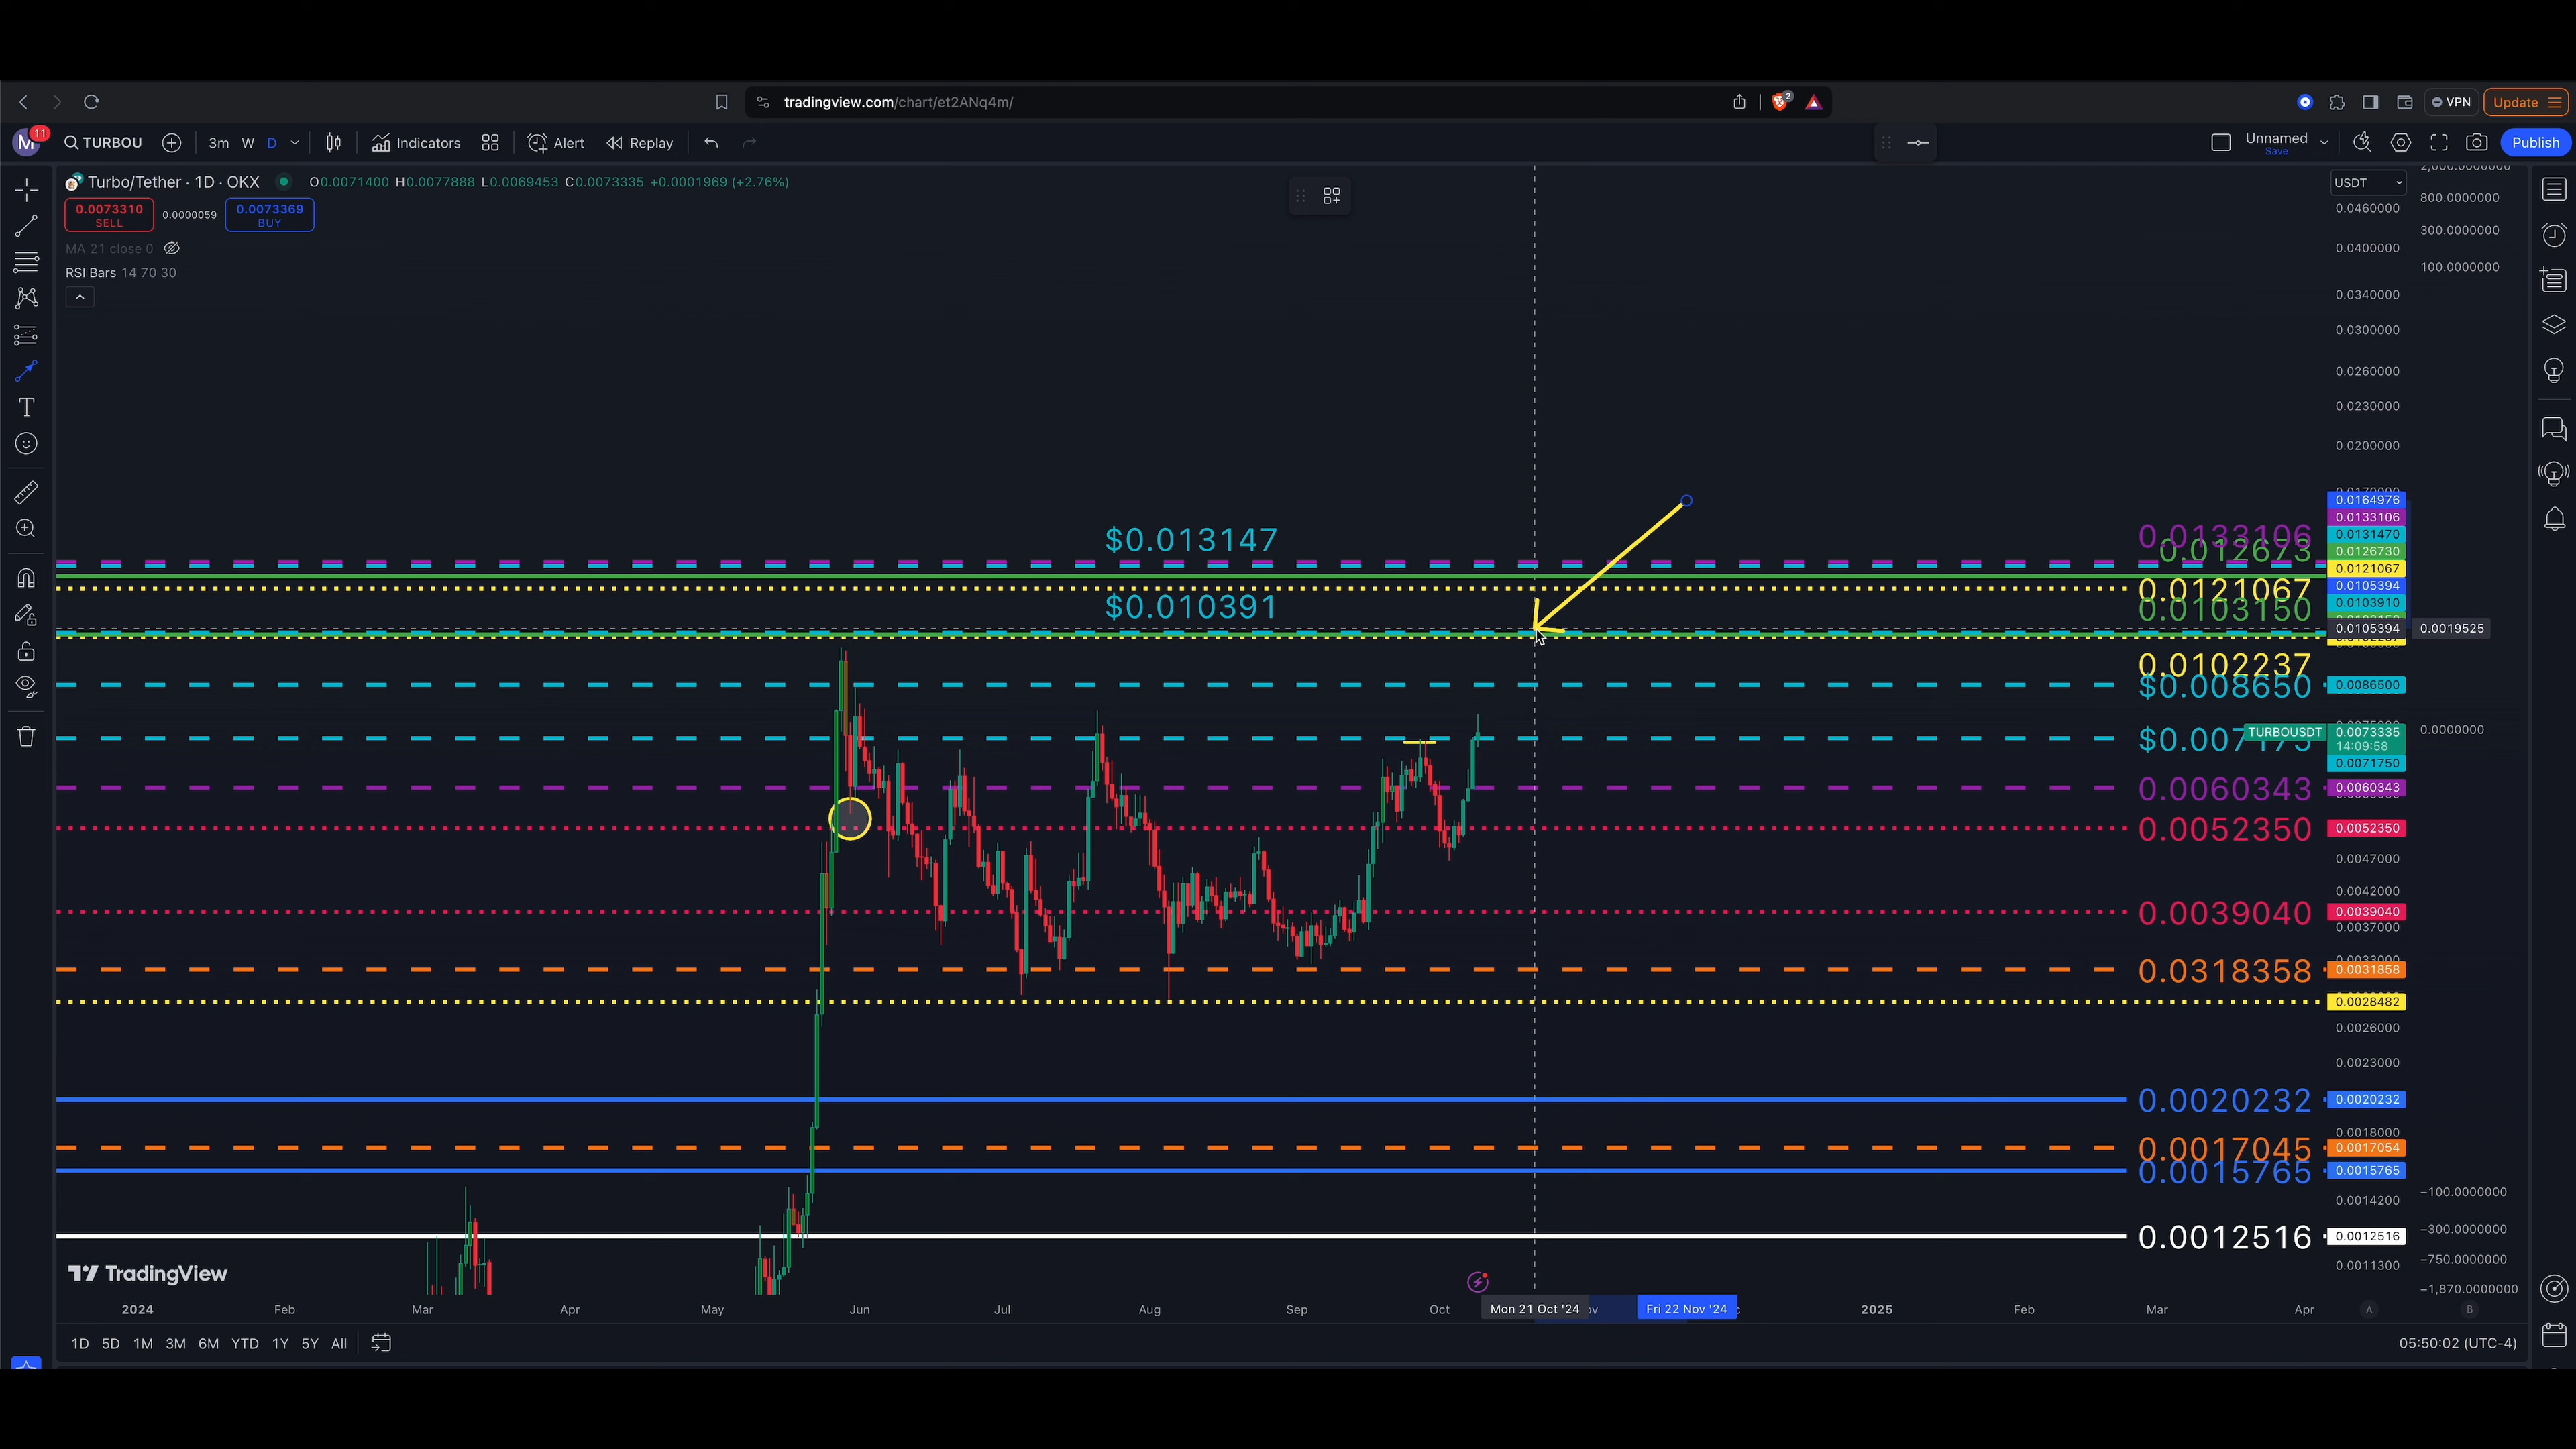 tradingview.com/chart/et2ANq4m/
2
VPN
Update
M
11
TURBOU
3m
W
D
Indicators
Alert
Replay
Unnamed
Save
Publish
Turbo/Tether · 1D · OKX
O0.0071400 H0.0077888 L0.0069453 C0.0073335 +0.0001969 (+2.76%)
0.0073310
SELL
0.0000059
0.0073369
BUY
MA 21 close 0
RSI Bars 14 70 30
USDT
0.0460000
0.0400000
0.0340000
0.0300000
0.0260000
0.0230000
0.0200000
2,000.0000000
800.0000000
300.0000000
100.0000000
$0.013147
$0.010391
0.0133106
0.012673
0.0121067
0.0103150
0.0102237
$0.008650
0.0060343
0.0052350
0.0039040
0.0318358
0.0020232
0.0017045
0.0015765
0.0012516
0.0164976
0.0133106
0.0131470
0.0126730
0.0121067
0.0105394
0.0103910
0.0105394
0.0019525
0.0086500
TURBOUSDT
0.0073335
14:09:58
0.0000000
0.0071750
0.0060343
0.0052350
0.0047000
0.0042000
0.0039040
0.0037000
0.0031858
0.0028482
0.0026000
0.0023000
0.0020232
0.0018000
0.0017054
0.0015765
0.0014200
0.0012516
0.0011300
−100.0000000
−300.0000000
−750.0000000
−1,870.0000000
TradingView
2024
Feb
Mar
Apr
May
Jun
Jul
Aug
Sep
Oct
Mon 21 Oct '24
Fri 22 Nov '24
2025
Feb
Mar
Apr
A
B
1D
5D
1M
3M
6M
YTD
1Y
5Y
All
05:50:02 (UTC-4)